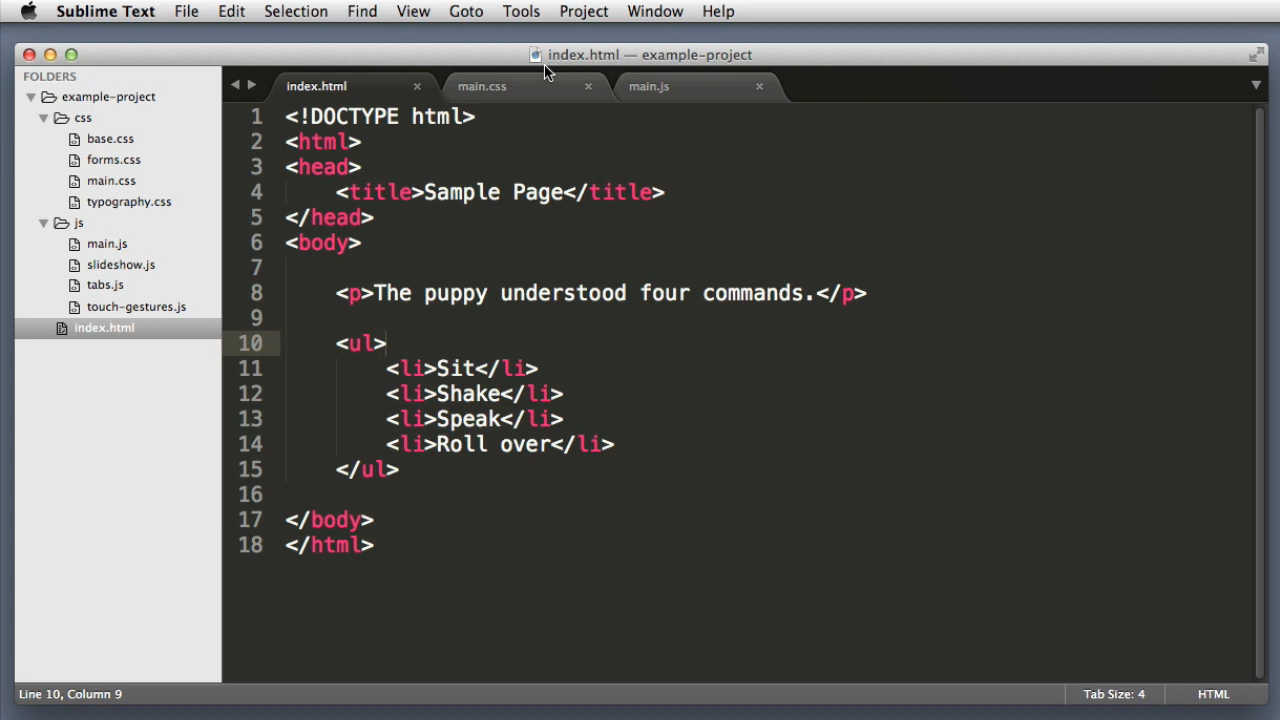 Sublime Text File Edit Selection Find View Goto Tools Project Window Help
index.html — example-project
FOLDERS
example-project
css
base.css
forms.css
main.css
typography.css
js
main.js
slideshow.js
tabs.js
touch-gestures.js
index.html
index.html × main.css × main.js ×
1 <!DOCTYPE html>
2 <html>
3 <head>
4 <title>Sample Page</title>
5 </head>
6 <body>
7
8 <p>The puppy understood four commands.</p>
9
10 <ul>
11 <li>Sit</li>
12 <li>Shake</li>
13 <li>Speak</li>
14 <li>Roll over</li>
15 </ul>
16
17 </body>
18 </html>
Line 10, Column 9 Tab Size: 4 HTML